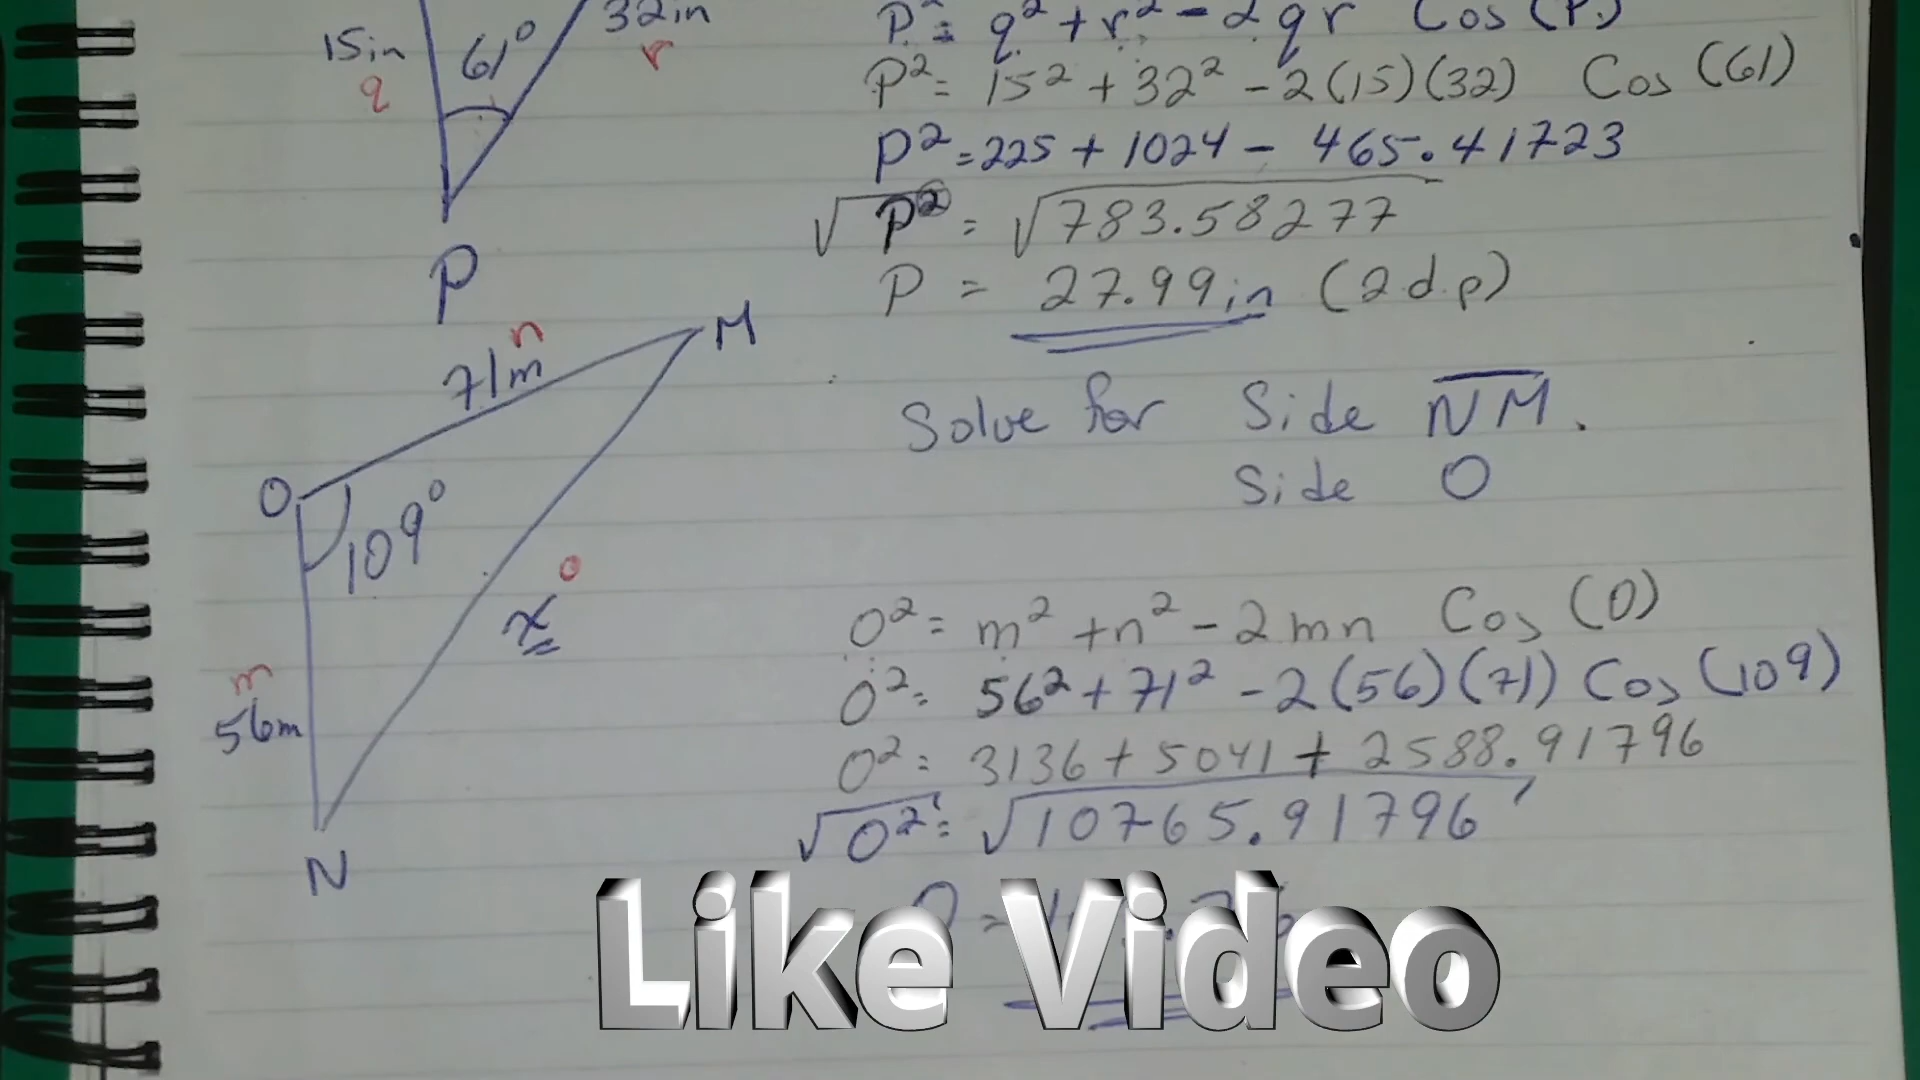 15in
q
61°
32in
r
P
P² = q² + r² - 2qr Cos (P)
P² = 15² + 32² - 2(15)(32) Cos (61)
P² = 225 + 1024 - 465.41723
√P² = √783.58277
P = 27.99in (2 d.p)
71m
n
M
O
109°
x
o
m
56m
N
Solve for Side NM.
Side O
O² = m² + n² - 2mn Cos (O)
O² = 56² + 71² - 2(56)(71) Cos (109)
O² = 3136 + 5041 + 2588.91796
√O² = √10765.91796
Like Video